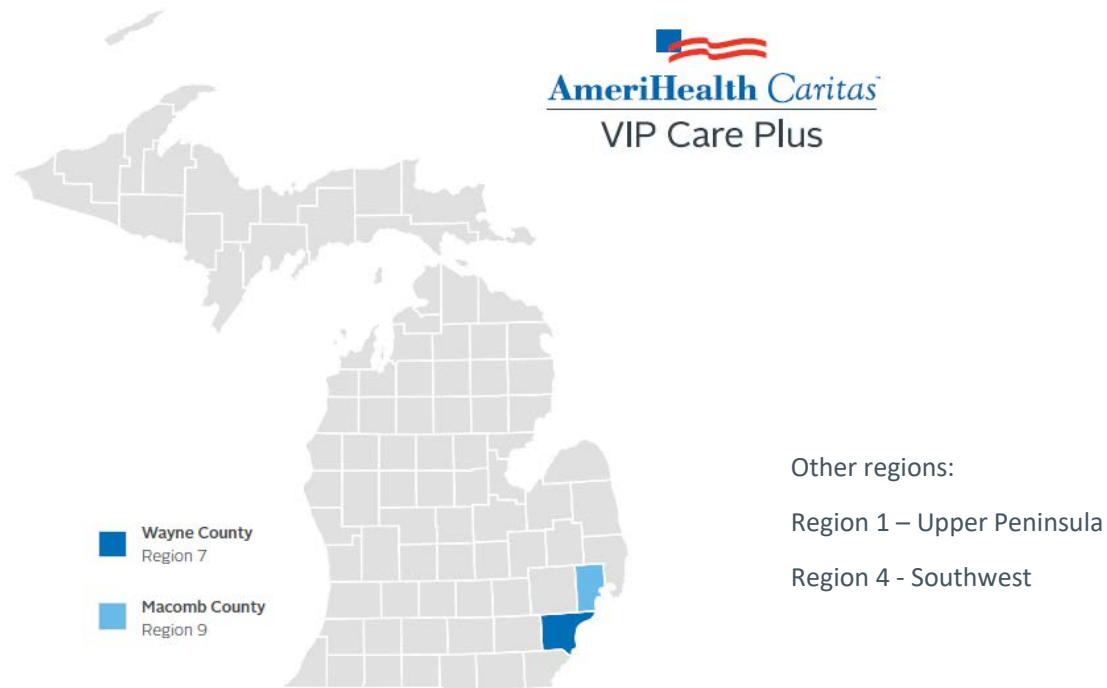 AmeriHealth Caritas
VIP Care Plus
Other regions:
Region 1 – Upper Peninsula
Region 4 - Southwest
Wayne County
Region 7
Macomb County
Region 9